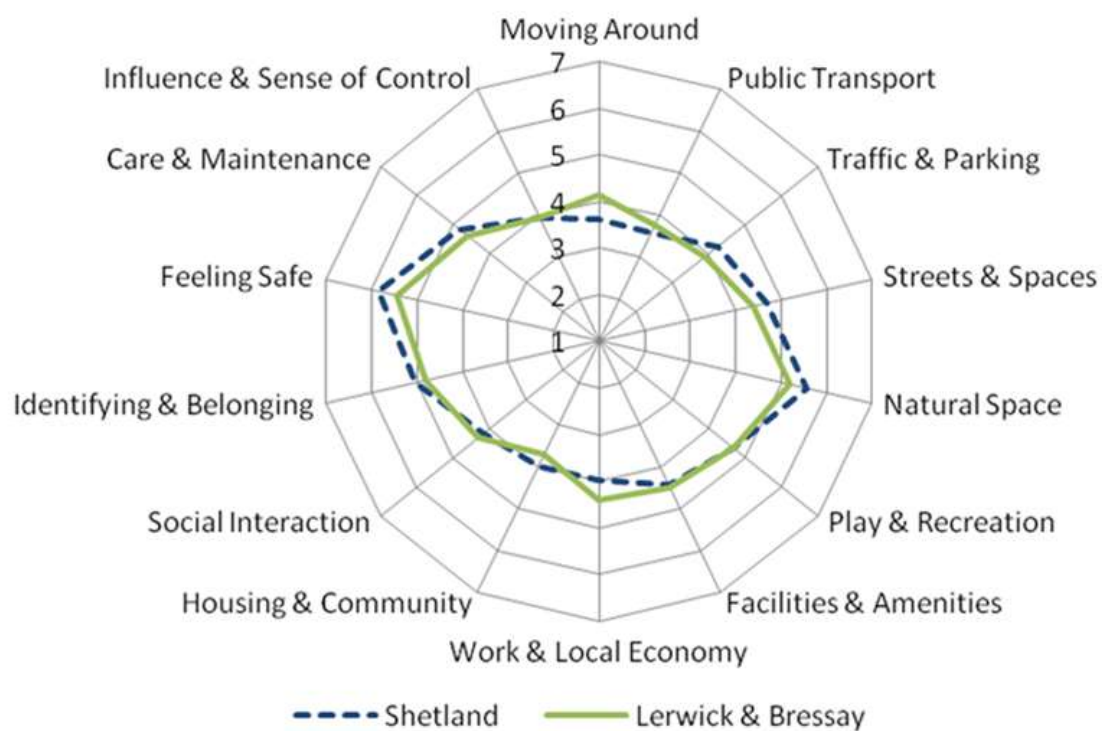 Moving Around
7
Influence & Sense of Control
Public Transport
6
Care & Maintenance
5
Traffic & Parking
4
Feeling Safe
3
Streets & Spaces
2
1
Identifying & Belonging
Natural Space
Social Interaction
Play & Recreation
Housing & Community
Facilities & Amenities
Work & Local Economy
Shetland
Lerwick & Bressay